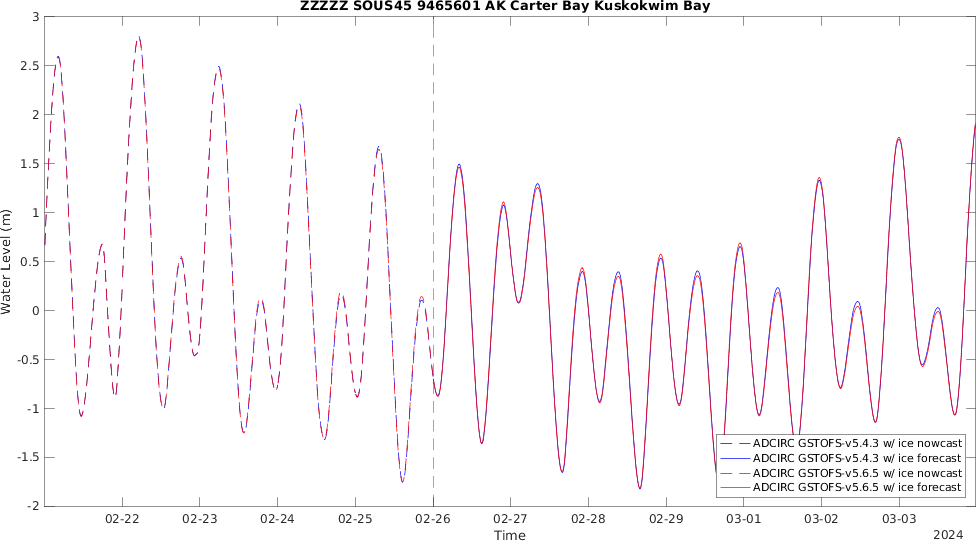 ZZZZZ SOUS45 9465601 AK Carter Bay Kuskokwim Bay
3
2.5
2
1.5
1
0.5
0
-0.5
-1
-1.5
-2
Water Level (m)
ADCIRC GSTOFS-v5.4.3 w/ ice nowcast
ADCIRC GSTOFS-v5.4.3 w/ ice forecast
ADCIRC GSTOFS-v5.6.5 w/ ice nowcast
ADCIRC GSTOFS-v5.6.5 w/ ice forecast
02-22 02-23 02-24 02-25 02-26 02-27 02-28 02-29 03-01 03-02 03-03
Time
2024